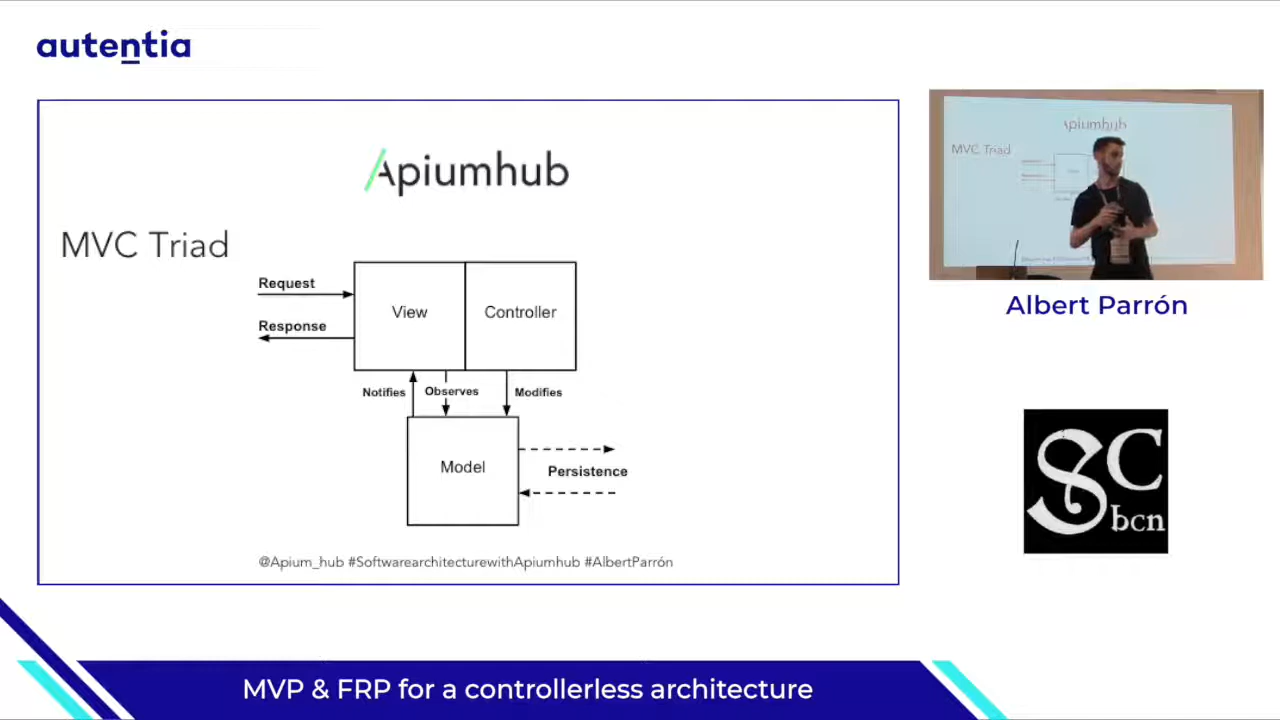 autentia
Apiumhub
MVC Triad
Request
Response
View
Controller
Notifies
Observes
Modifies
Model
Persistence
@Apium_hub #SoftwarearchitecturewithApiumhub #AlbertParrón
Apiumhub
MVC Triad
Albert Parrón
SC
bcn
MVP & FRP for a controllerless architecture